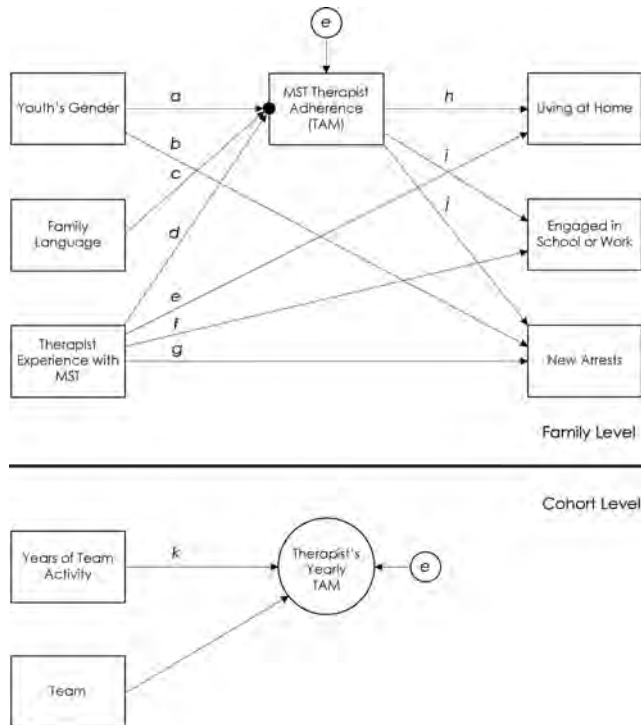 e
Youth's Gender
a
MST Therapist
Adherence
(TAM)
h
Living at Home
b
c
i
Family
Language
d
j
Engaged in
School or Work
e
f
Therapist
Experience with
MST
g
New Arrests
Family Level
Cohort Level
Years of Team
Activity
k
Therapist's
Yearly
TAM
e
Team